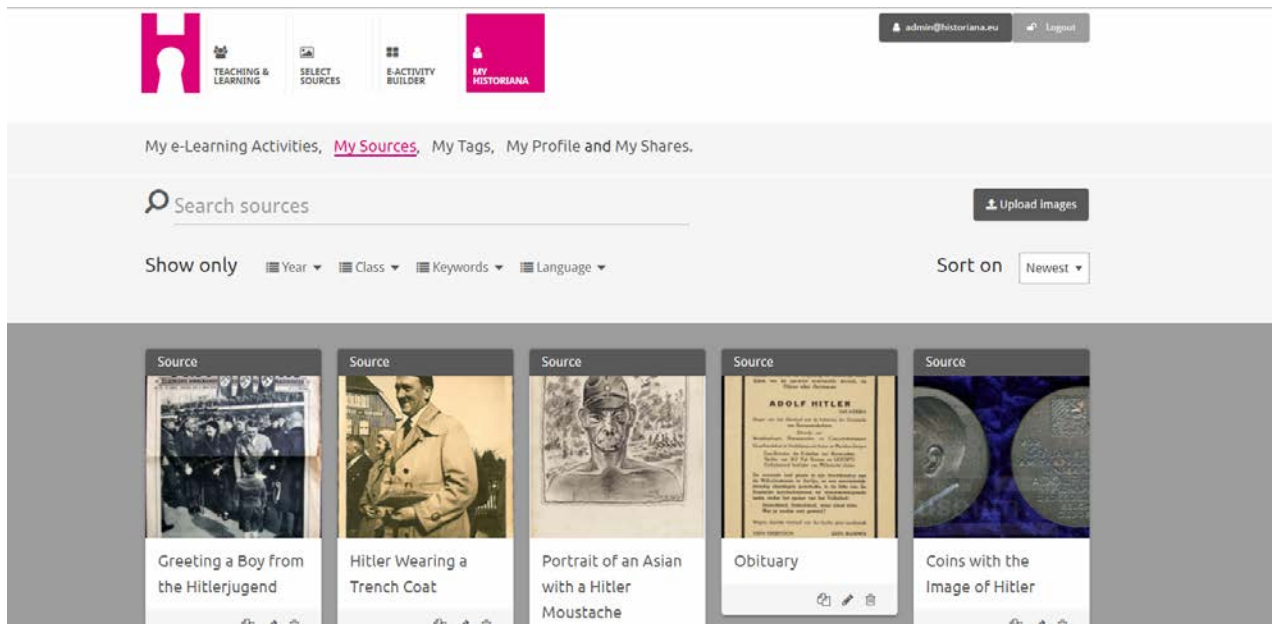 admin@historiana.eu
Logout
TEACHING &
LEARNING
SELECT
SOURCES
E-ACTIVITY
BUILDER
MY
HISTORIANA
My e-Learning Activities, My Sources, My Tags, My Profile and My Shares.
Search sources
Upload images
Show only
Year
Class
Keywords
Language
Sort on
Newest
Source
Source
Source
Source
Source
ADOLF HITLER
Greeting a Boy from
the Hitlerjugend
Hitler Wearing a
Trench Coat
Portrait of an Asian
with a Hitler
Moustache
Obituary
Coins with the
Image of Hitler